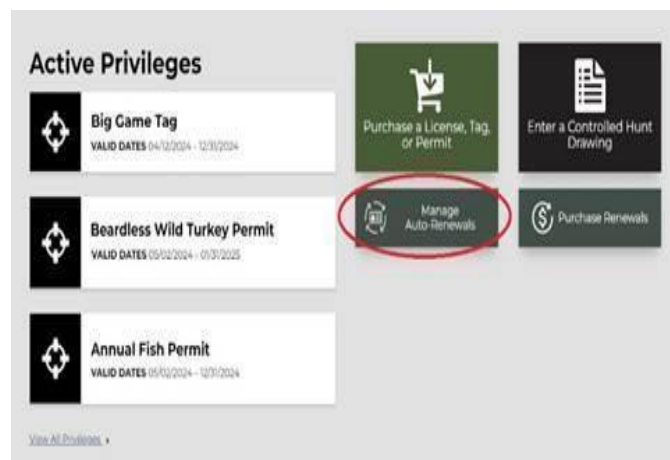 Active Privileges
Big Game Tag
VALID DATES 04/12/2024 - 12/31/2024
Beardless Wild Turkey Permit
VALID DATES 05/02/2024 - 01/31/2025
Annual Fish Permit
VALID DATES 05/02/2024 - 12/31/2024
View All Privileges
Purchase a License, Tag,
or Permit
Enter a Controlled Hunt
Drawing
Manage
Auto-Renewals
Purchase Renewals